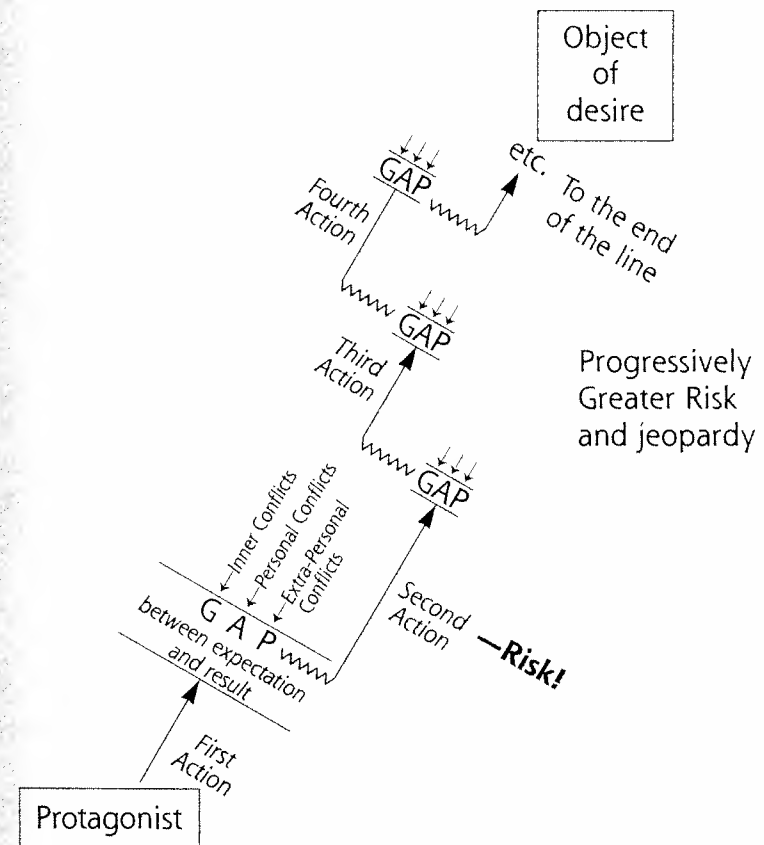 Object
of
desire
etc. To the end
of the line
GAP
Fourth
Action
GAP
Third
Action
Progressively
Greater Risk
and jeopardy
GAP
Inner Conflicts
Personal Conflicts
Extra-Personal
Conflicts
G A P
between expectation
and result
Second
Action
—Risk!
First
Action
Protagonist